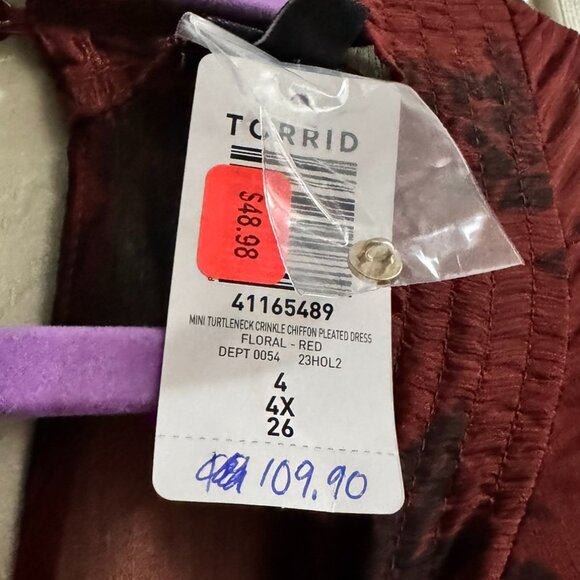 TORRID
$48.98
41165489
MINI TURTLENECK CRINKLE CHIFFON PLEATED DRESS
FLORAL - RED
DEPT 0054 23HOL2
4
4X
26
109.90